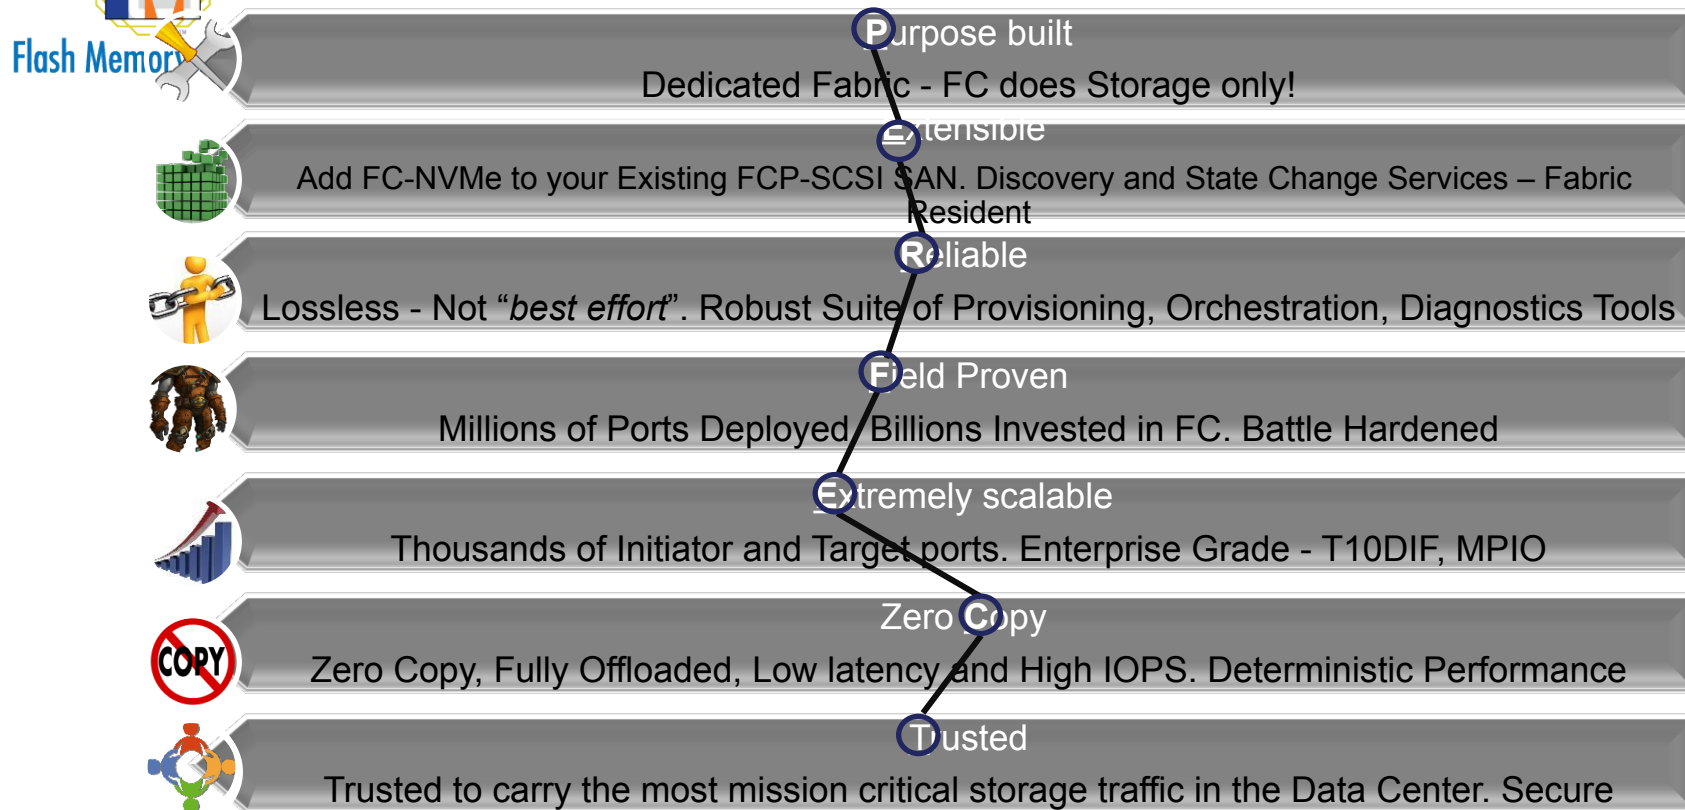 Flash Memory
Purpose built
Dedicated Fabric - FC does Storage only!
Extensible
Add FC-NVMe to your Existing FCP-SCSI SAN. Discovery and State Change Services – Fabric
Resident
Reliable
Lossless - Not “best effort”. Robust Suite of Provisioning, Orchestration, Diagnostics Tools
Field Proven
Millions of Ports Deployed, Billions Invested in FC. Battle Hardened
Extremely scalable
Thousands of Initiator and Target ports. Enterprise Grade - T10DIF, MPIO
Zero Copy
COPY
Zero Copy, Fully Offloaded, Low latency and High IOPS. Deterministic Performance
Trusted
Trusted to carry the most mission critical storage traffic in the Data Center. Secure